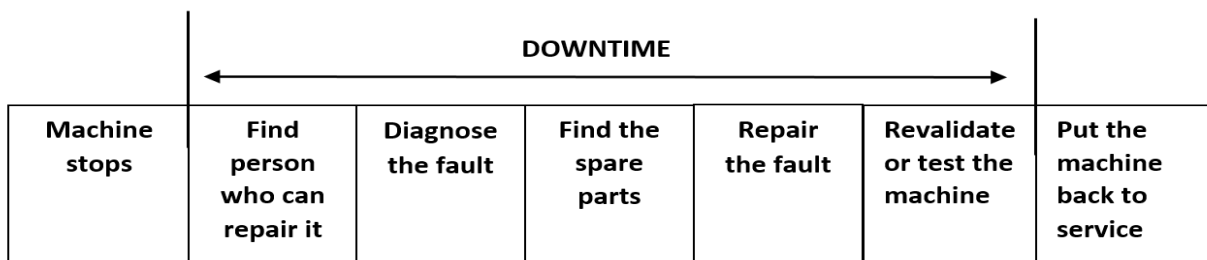 DOWNTIME
Machine
stops
Find
person
who can
repair it
Diagnose
the fault
Find the
spare
parts
Repair
the fault
Revalidate
or test the
machine
Put the
machine
back to
service